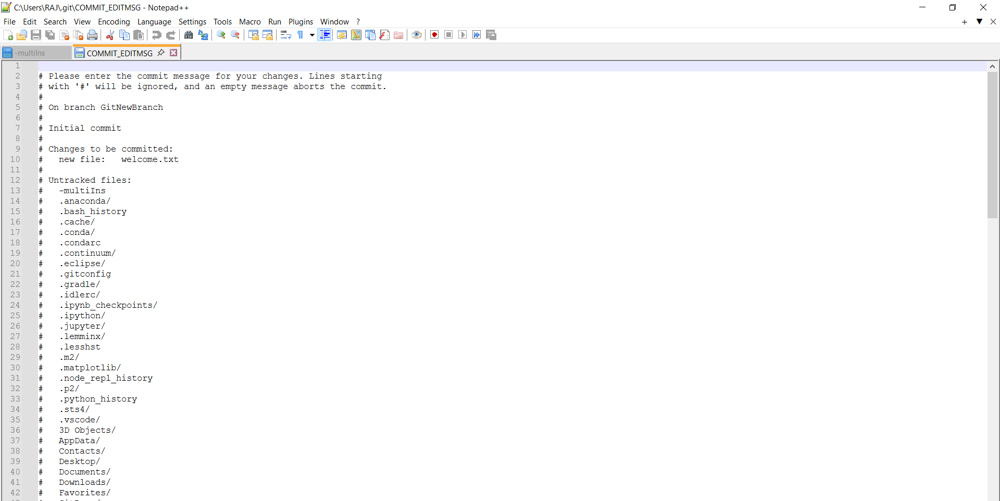 C:\Users\RAJ\.git\COMMIT_EDITMSG - Notepad++
File Edit Search View Encoding Language Settings Tools Macro Run Plugins Window ?
-multiIns COMMIT_EDITMSG
1
2 # Please enter the commit message for your changes. Lines starting
3 # with '#' will be ignored, and an empty message aborts the commit.
4 #
5 # On branch GitNewBranch
6 #
7 # Initial commit
8 #
9 # Changes to be committed:
10 # new file: welcome.txt
11 #
12 # Untracked files:
13 # -multiIns
14 # .anaconda/
15 # .bash_history
16 # .cache/
17 # .conda/
18 # .condarc
19 # .continuum/
20 # .eclipse/
21 # .gitconfig
22 # .gradle/
23 # .idlerc/
24 # .ipynb_checkpoints/
25 # .ipython/
26 # .jupyter/
27 # .lemminx/
28 # .lesshst
29 # .m2/
30 # .matplotlib/
31 # .node_repl_history
32 # .p2/
33 # .python_history
34 # .sts4/
35 # .vscode/
36 # 3D Objects/
37 # AppData/
38 # Contacts/
39 # Desktop/
40 # Documents/
41 # Downloads/
42 # Favorites/